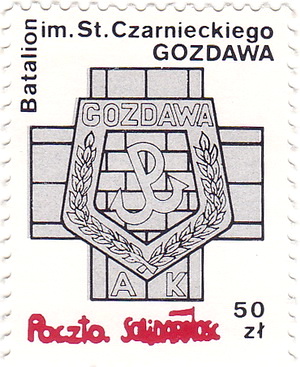 Batalion im. St. Czarnieckiego
GOZDAWA
GOZDAWA
P
A K
Poczta Solidarność
50
zł